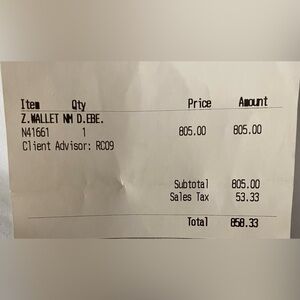 Item Qty Price Amount
Z.WALLET NM D.EBE.
N41661 1 805.00 805.00
Client Advisor: RC09
Subtotal 805.00
Sales Tax 53.33
Total 858.33